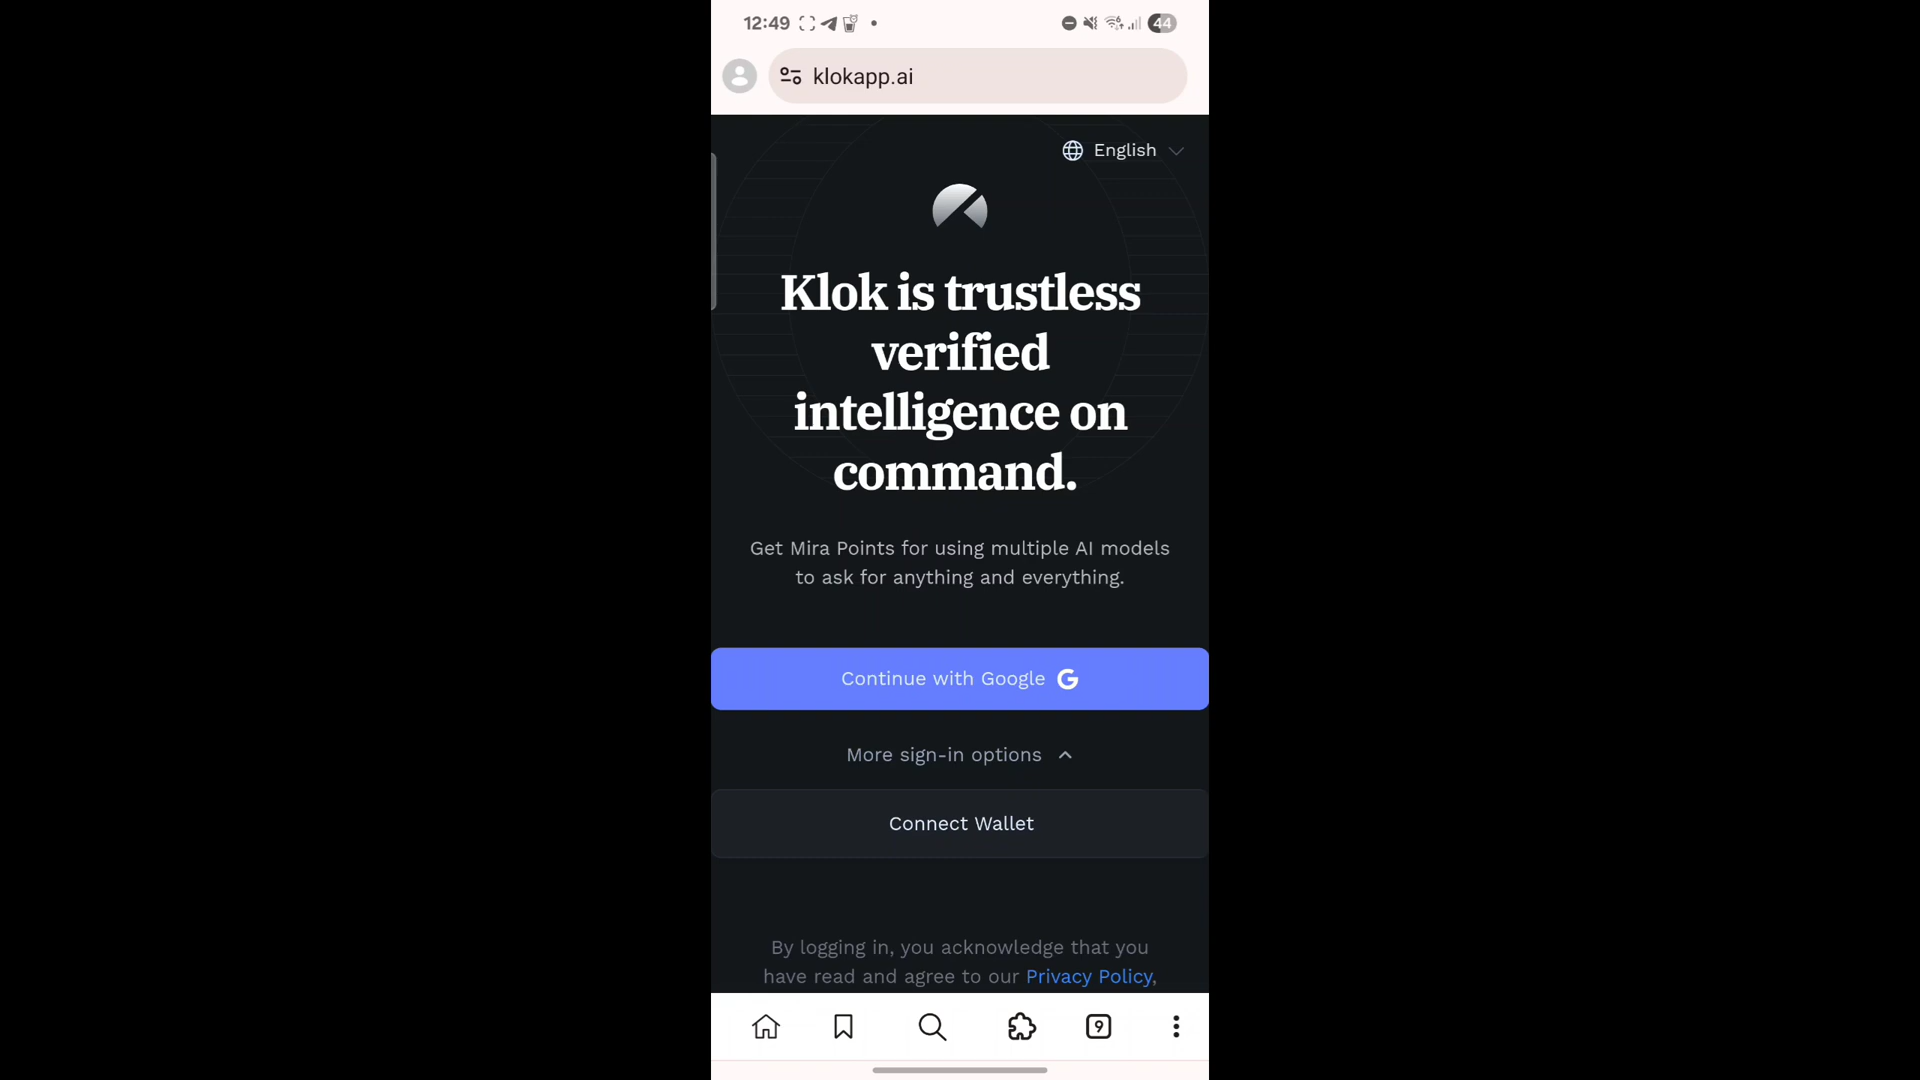 12:49
44
klokapp.ai
English
Klok is trustless
verified
intelligence on
command.
Get Mira Points for using multiple AI models
to ask for anything and everything.
Continue with Google G
More sign-in options
Connect Wallet
By logging in, you acknowledge that you
have read and agree to our Privacy Policy,
9